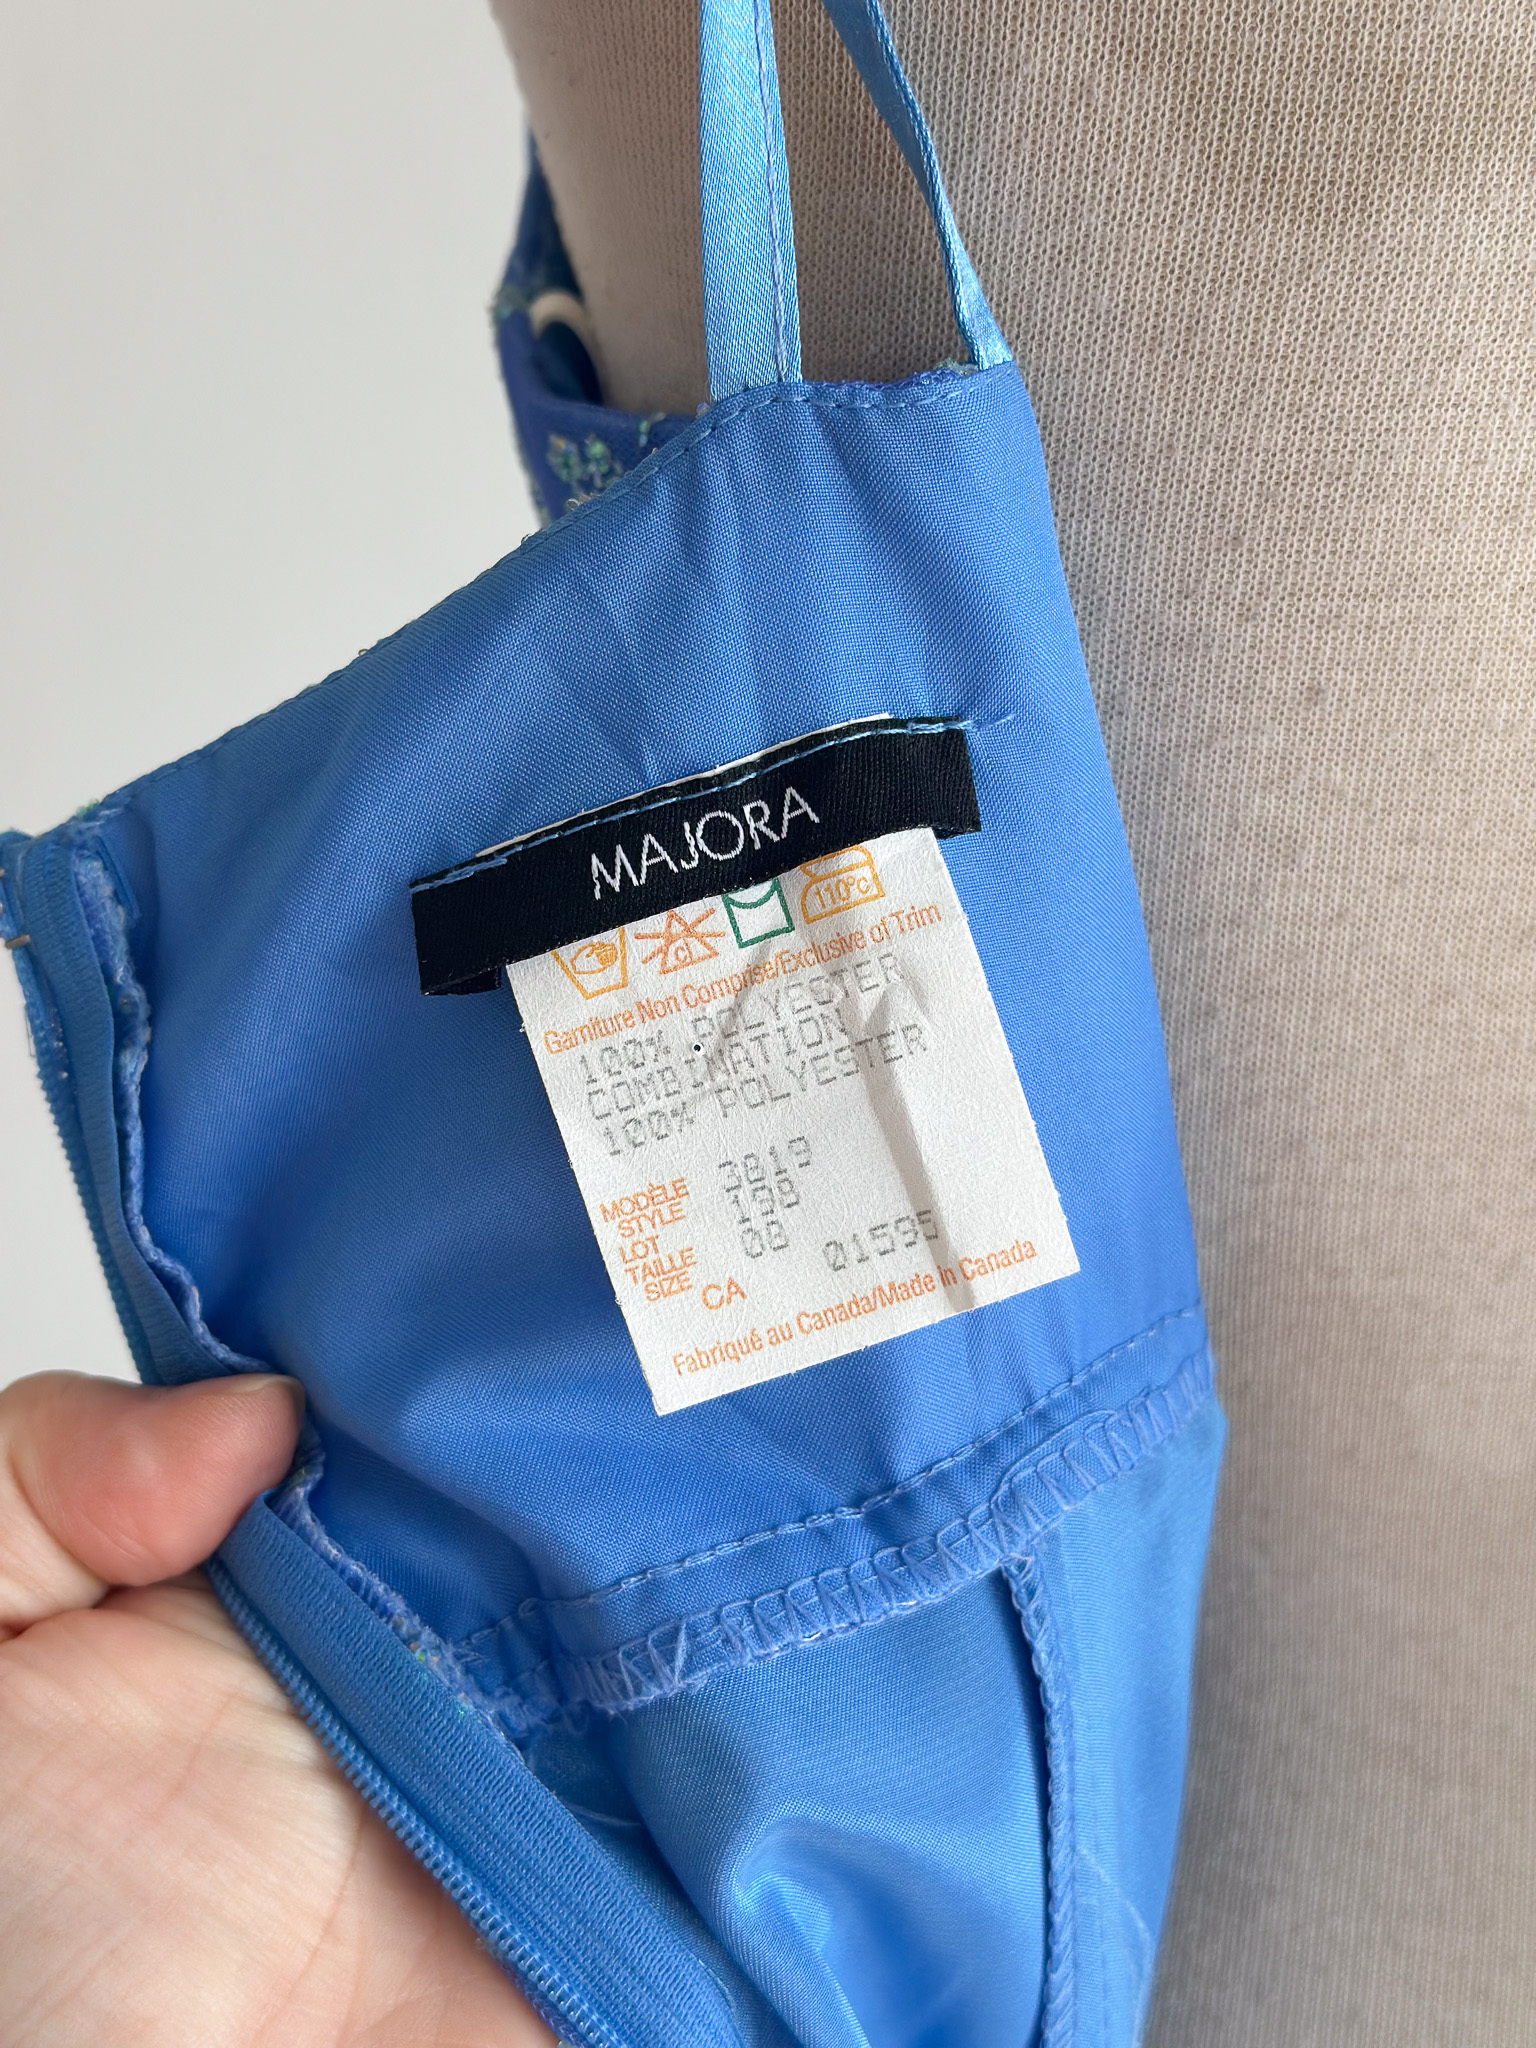 MAJORA
cl
110°c
Garniture Non Comprise/Exclusive of Trim
100% POLYESTER
COMBINATION
100% POLYESTER
MODÈLE 3819
STYLE 198
LOT 08 01595
TAILLE
SIZE CA
Fabriqué au Canada/Made in Canada